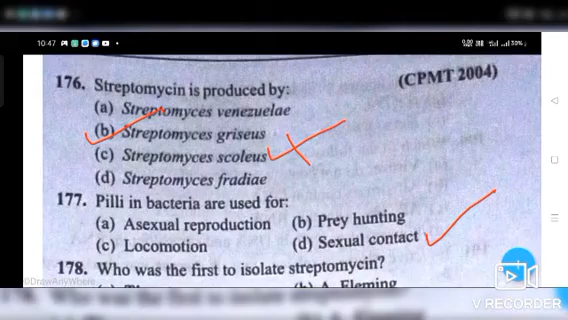 10:47
30%
176. Streptomycin is produced by: (CPMT 2004)
(a) Streptomyces venezuelae
(b) Streptomyces griseus
(c) Streptomyces scoleus
(d) Streptomyces fradiae
177. Pilli in bacteria are used for:
(a) Asexual reproduction (b) Prey hunting
(c) Locomotion (d) Sexual contact
178. Who was the first to isolate streptomycin?
(b) A. Fleming
©DrawAnyWhere
V RECORDER